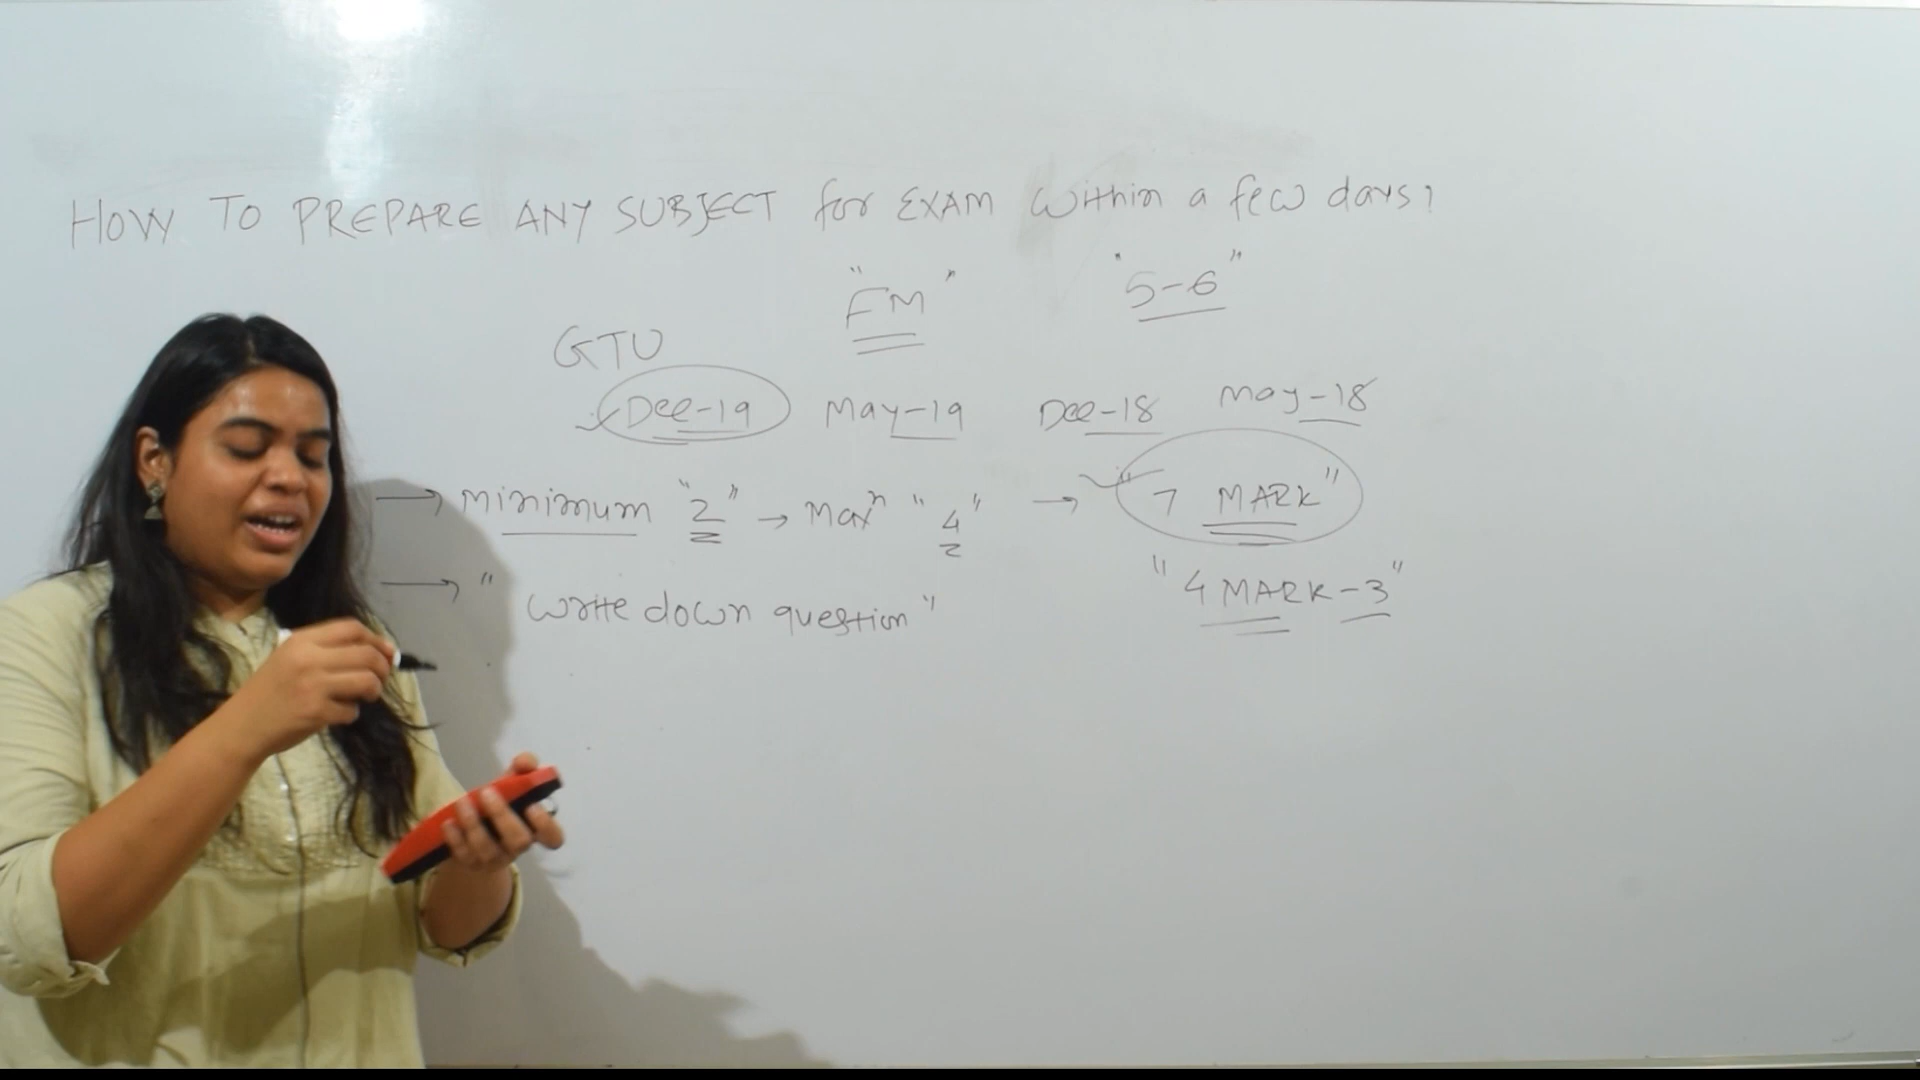 HOW TO PREPARE ANY SUBJECT for EXAM within a few days?
"FM" "5-6"
GTU
Dec-19 May-19 Dec-18 May-18
→ minimum "2" → Maxm "4" → "7 MARK"
"4 MARK-3"
→ "write down question"